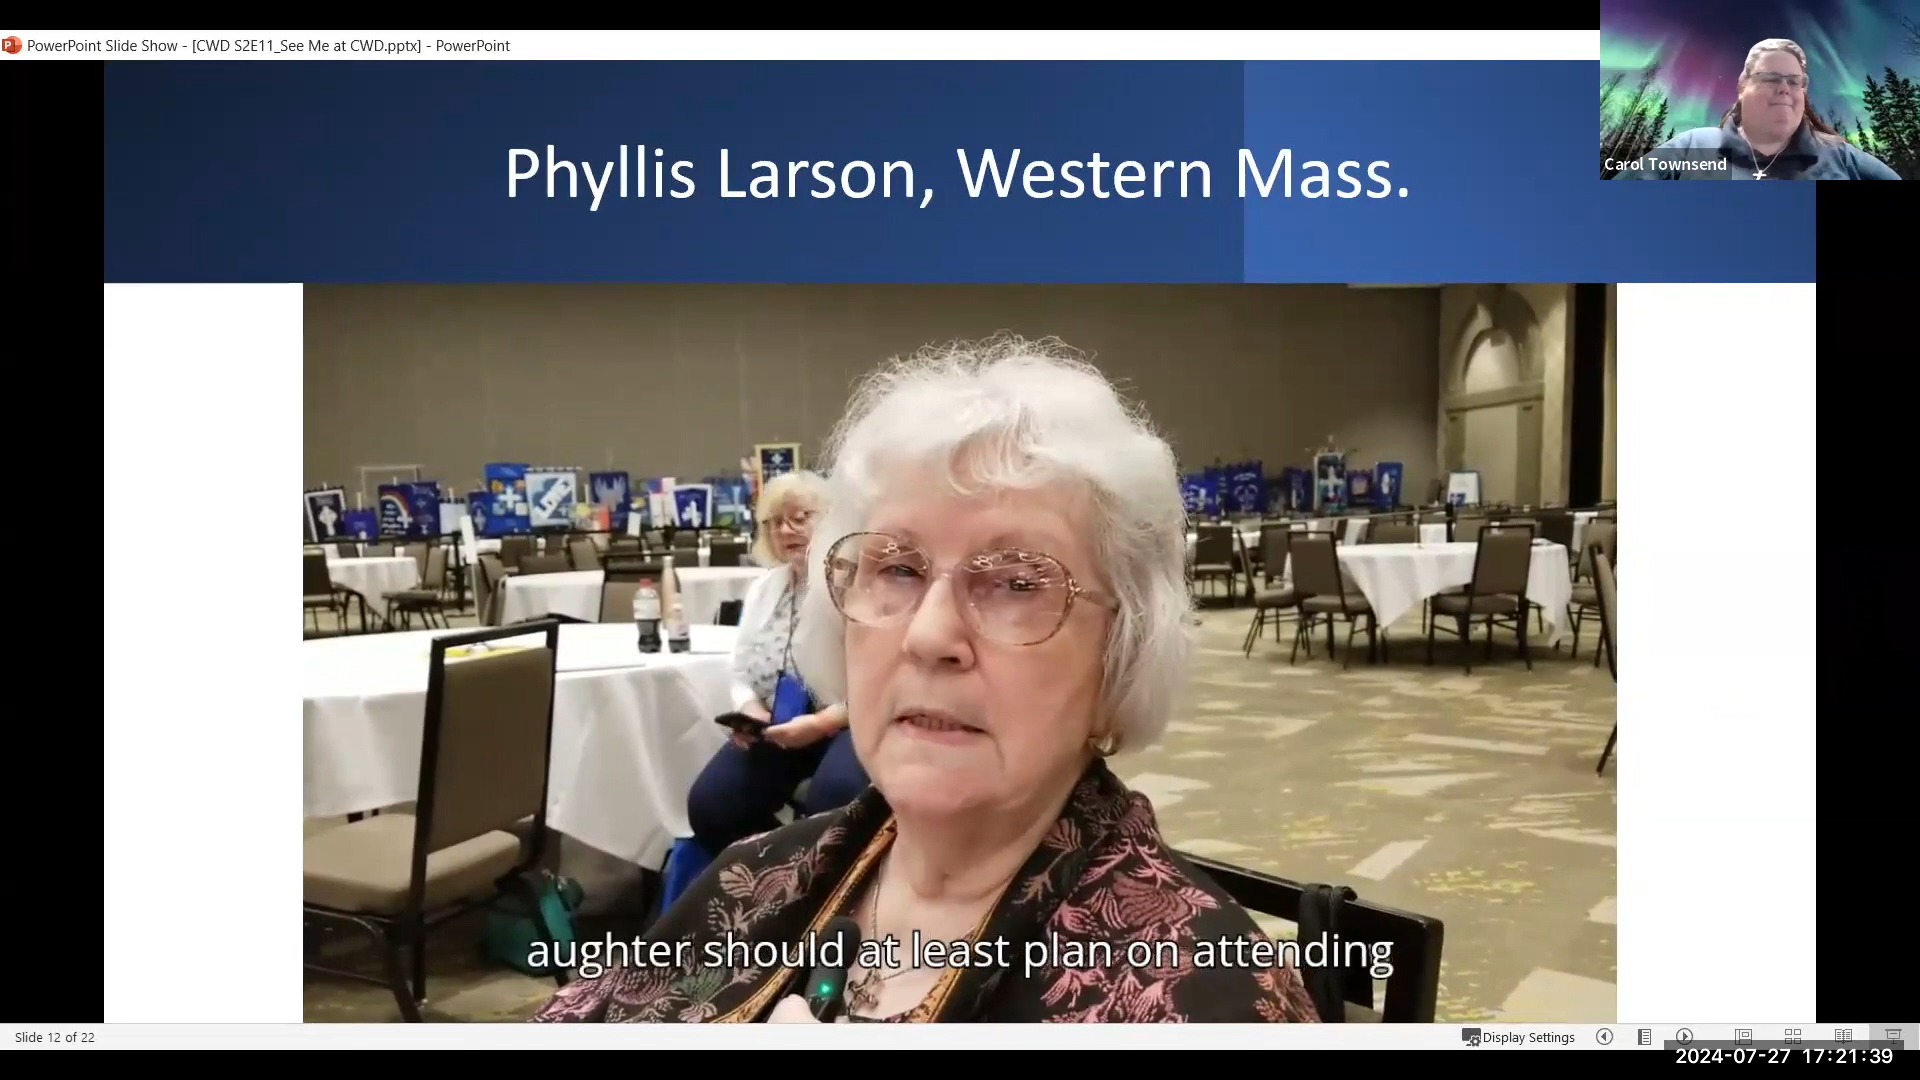 PowerPoint Slide Show - [CWD S2E11_See Me at CWD.pptx] - PowerPoint
Carol Townsend
Phyllis Larson, Western Mass.
aughter should at least plan on attending
Slide 12 of 22
Display Settings
2024-07-27 17:21:39